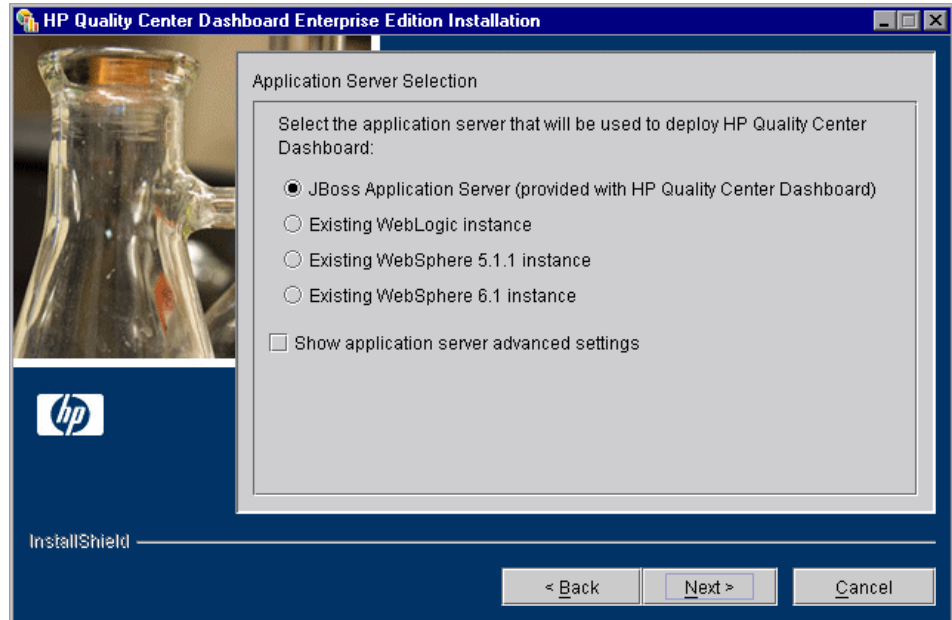 HP Quality Center Dashboard Enterprise Edition Installation
Application Server Selection
Select the application server that will be used to deploy HP Quality Center
Dashboard:
JBoss Application Server (provided with HP Quality Center Dashboard)
Existing WebLogic instance
Existing WebSphere 5.1.1 instance
Existing WebSphere 6.1 instance
Show application server advanced settings
hp
InstallShield
< Back
Next >
Cancel